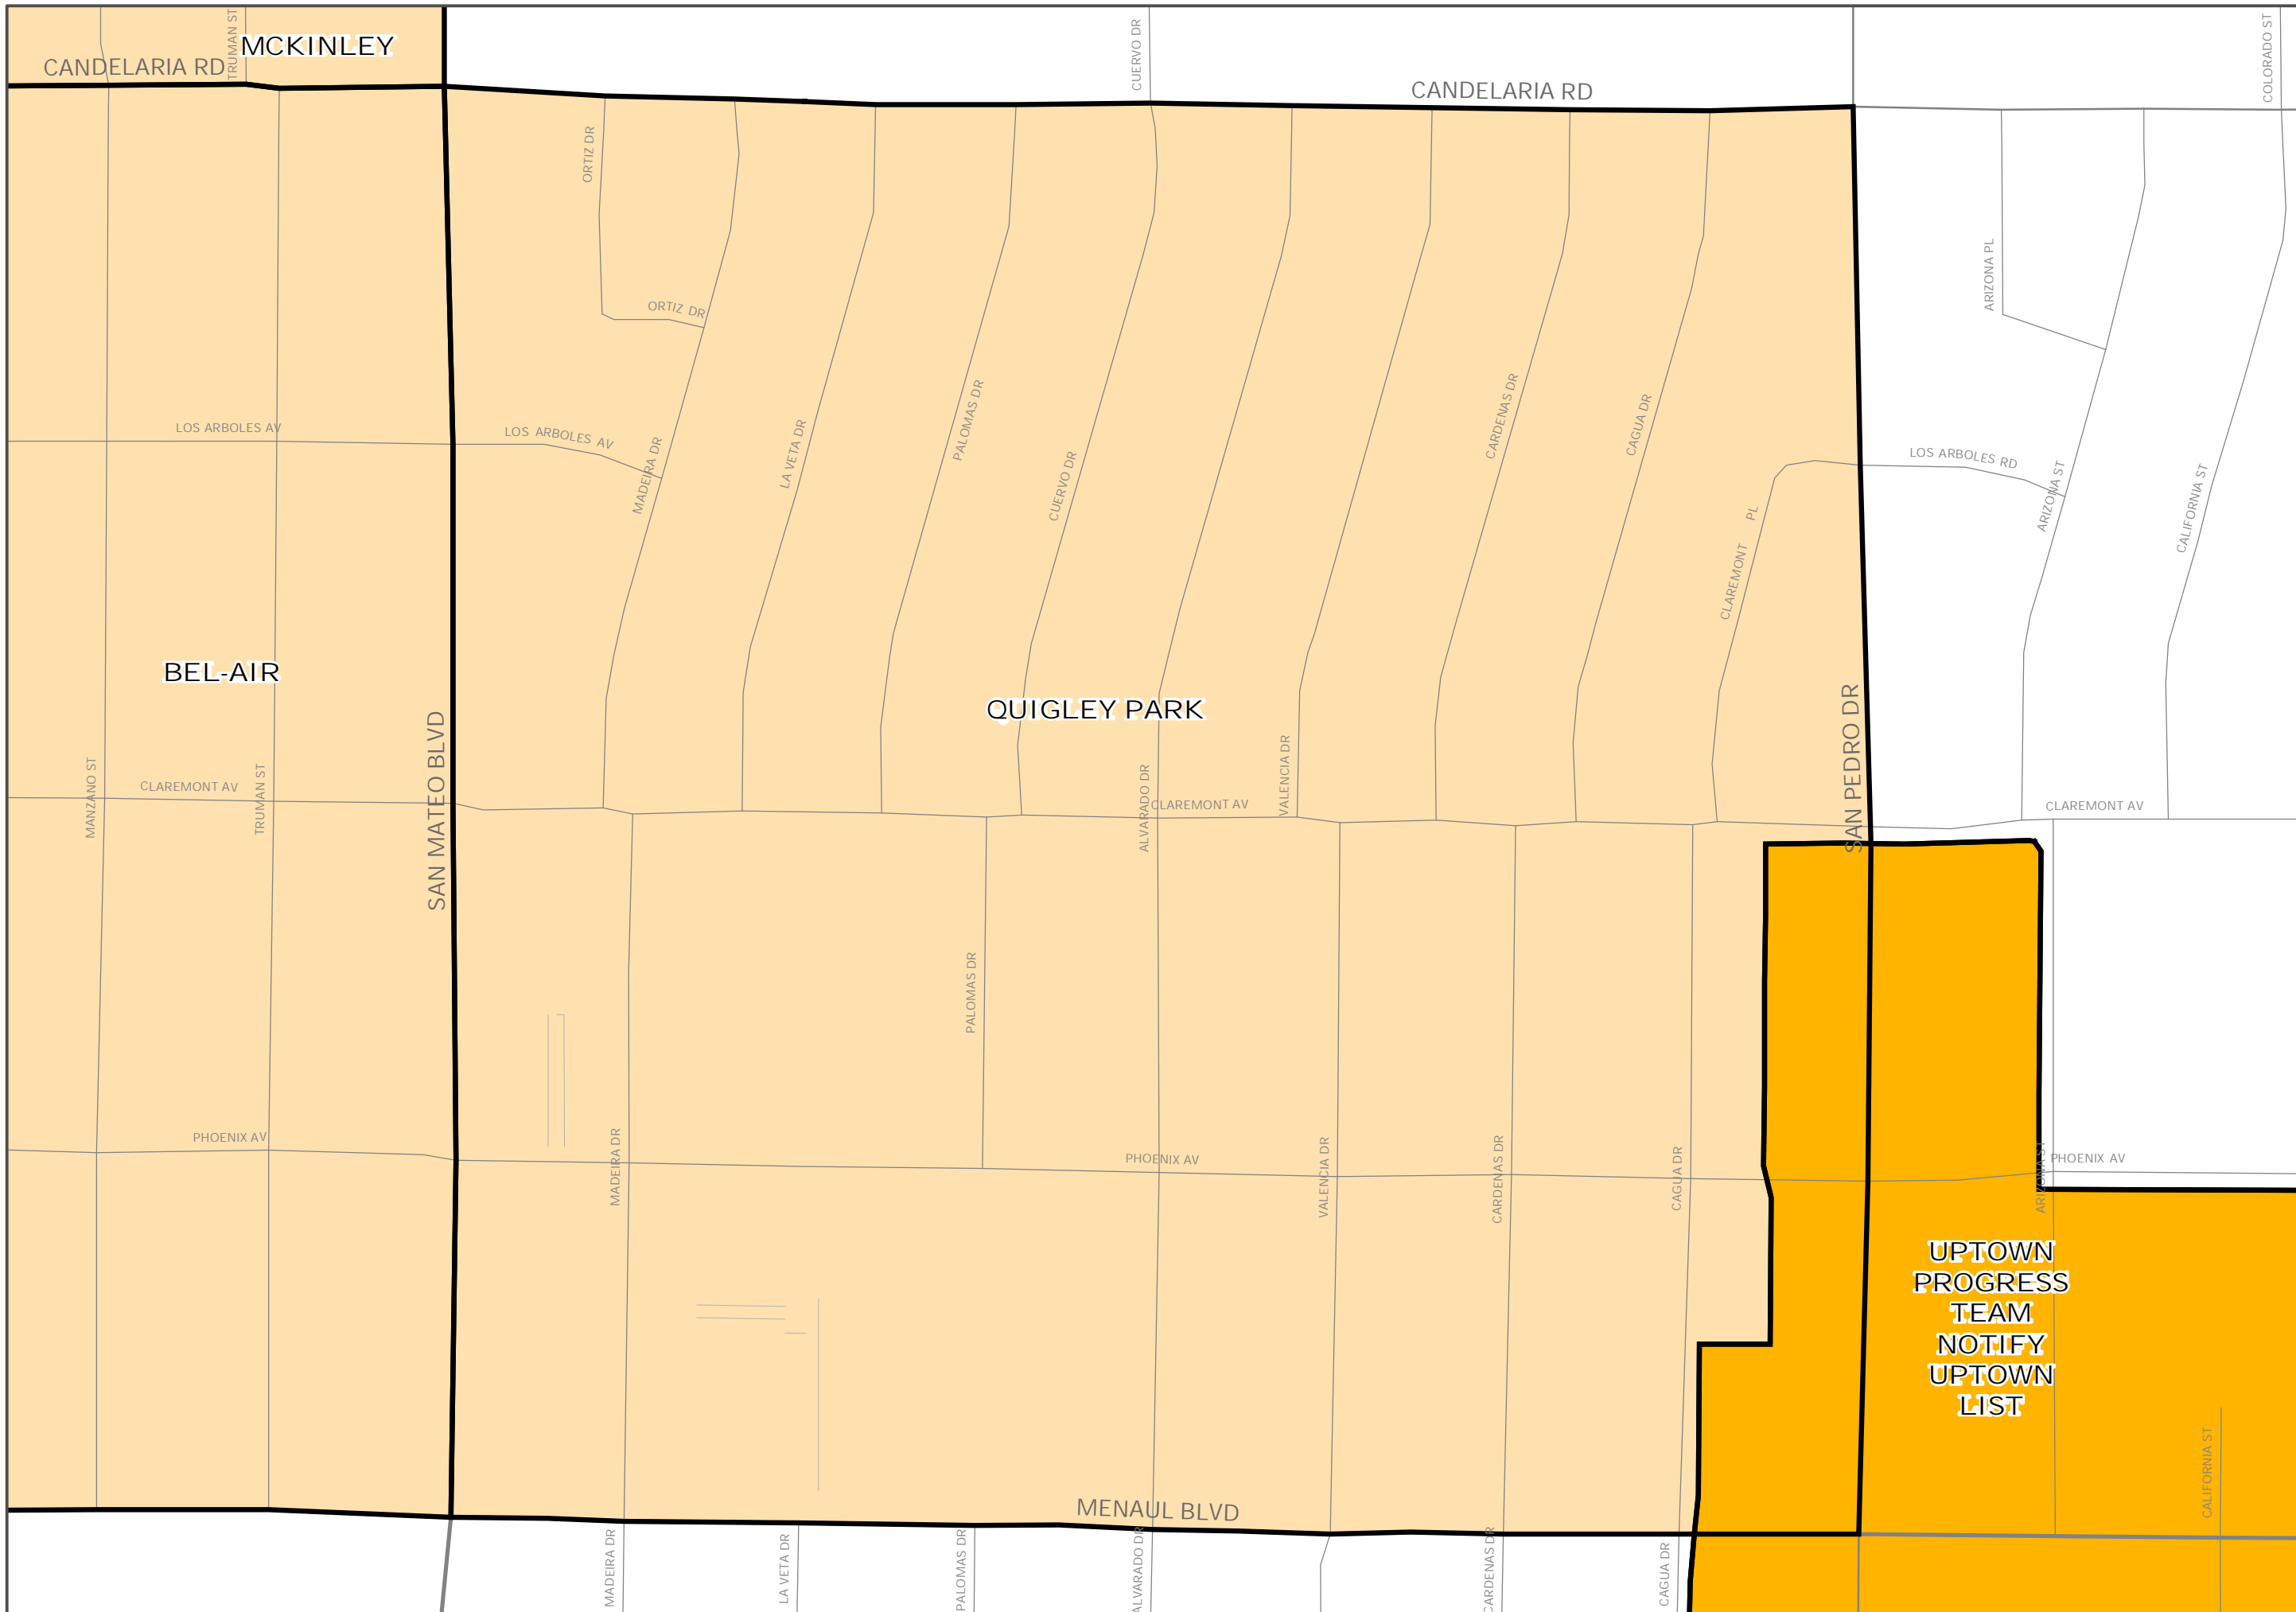 TRUMAN ST
MCKINLEY
CANDELARIA RD
CUERVO DR
CANDELARIA RD
COLORADO ST
ORTIZ DR
ORTIZ DR
ARIZONA PL
LOS ARBOLES AV
LOS ARBOLES AV
MADEIRA DR
LA VETA DR
PALOMAS DR
CUERVO DR
CARDENAS DR
CAGUA DR
CLAREMONT PL
LOS ARBOLES RD
ARIZONA ST
CALIFORNIA ST
BEL-AIR
QUIGLEY PARK
SAN MATEO BLVD
SAN PEDRO DR
MANZANO ST
CLAREMONT AV
TRUMAN ST
ALVARADO DR
CLAREMONT AV
VALENCIA DR
CLAREMONT AV
PALOMAS DR
PHOENIX AV
MADEIRA DR
PHOENIX AV
VALENCIA DR
CARDENAS DR
CAGUA DR
ARIZONA ST
PHOENIX AV
UPTOWN
PROGRESS
TEAM
NOTIFY
UPTOWN
LIST
CALIFORNIA ST
MENAUL BLVD
MADEIRA DR
LA VETA DR
PALOMAS DR
ALVARADO DR
CARDENAS DR
CAGUA DR